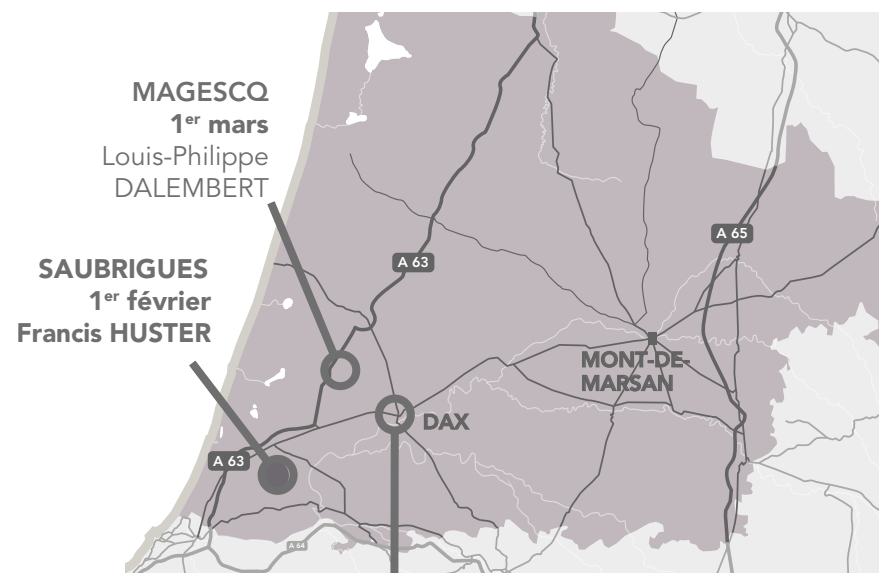 MAGESCQ
1er mars
Louis-Philippe
DALEMBERT
SAUBRIGUES
1er février
Francis HUSTER
A 63
A 65
MONT-DE-
MARSAN
DAX
A 63
A 64